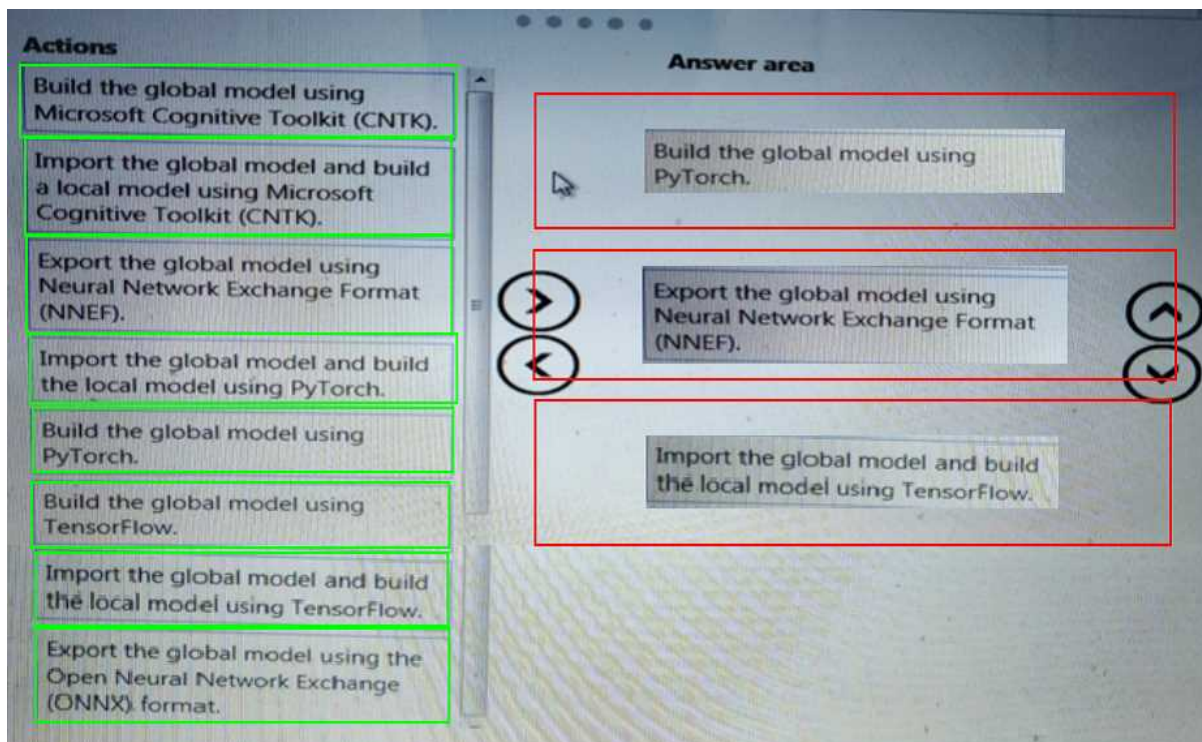 Actions
Build the global model using
Microsoft Cognitive Toolkit (CNTK).
Import the global model and build
a local model using Microsoft
Cognitive Toolkit (CNTK).
Export the global model using
Neural Network Exchange Format
(NNEF).
Import the global model and build
the local model using PyTorch.
Build the global model using
PyTorch.
Build the global model using
TensorFlow.
Import the global model and build
the local model using TensorFlow.
Export the global model using the
Open Neural Network Exchange
(ONNX) format.
Answer area
Build the global model using
PyTorch.
Export the global model using
Neural Network Exchange Format
(NNEF).
Import the global model and build
the local model using TensorFlow.